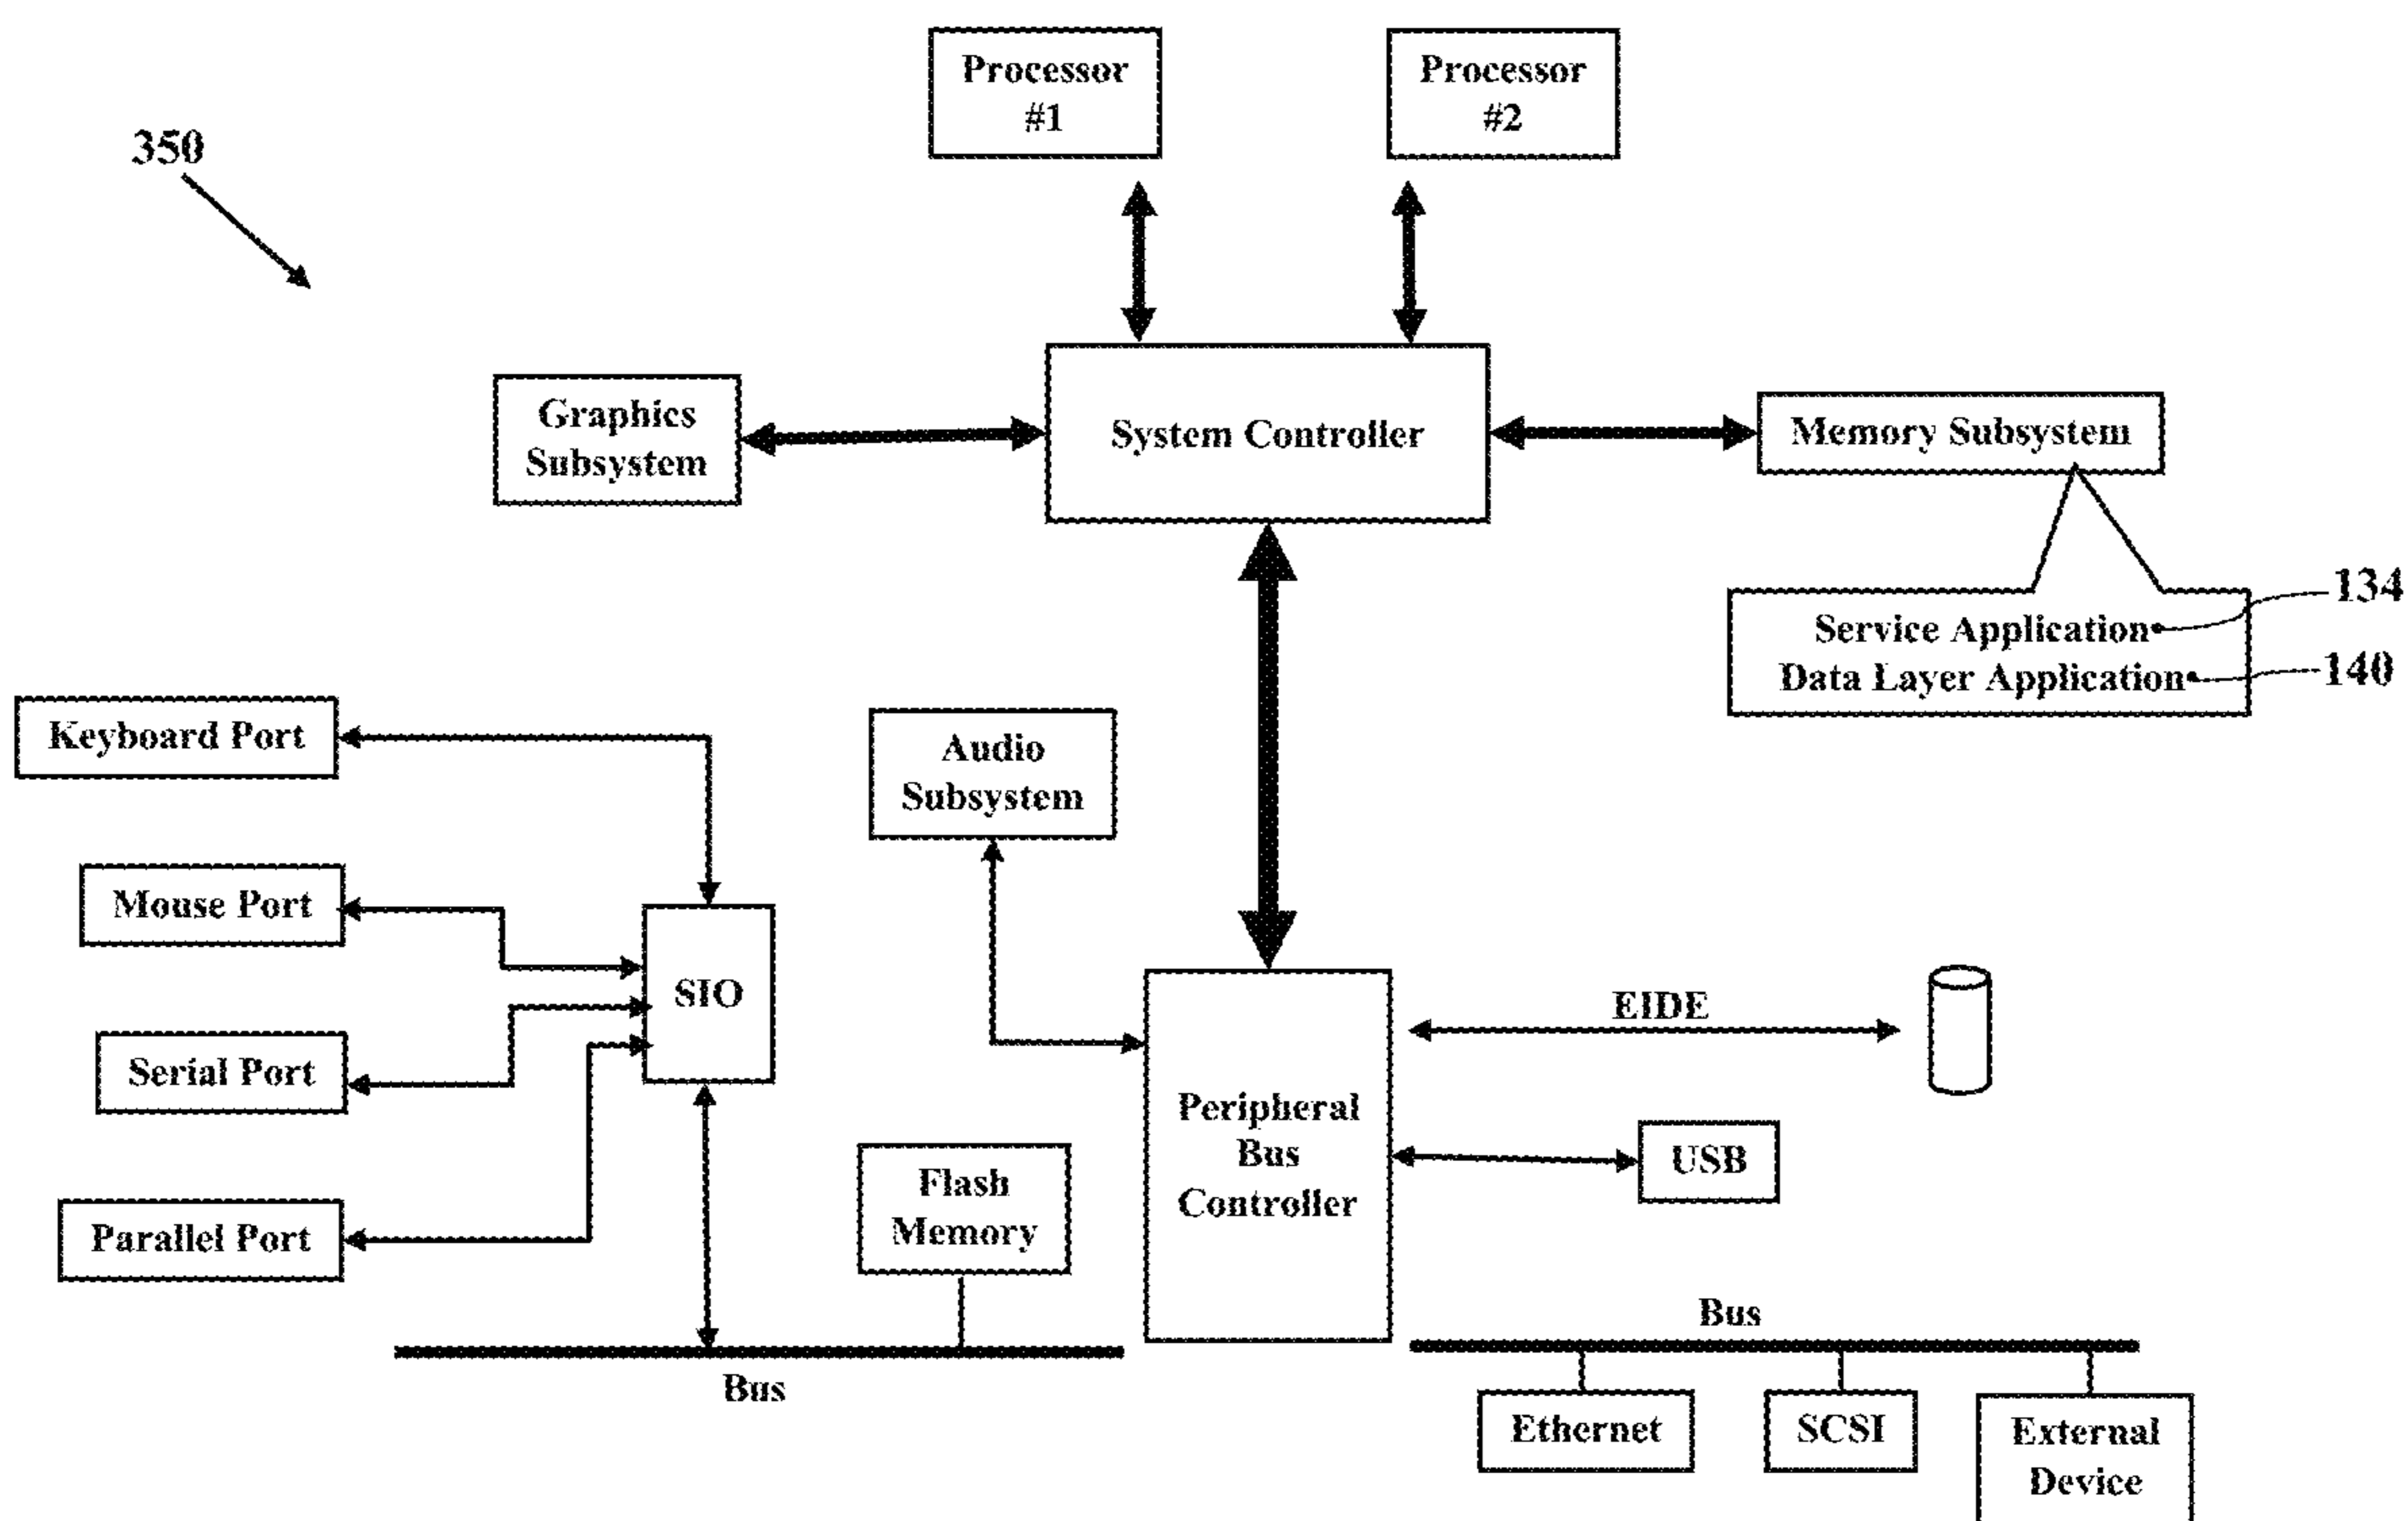 Processor
#1
Processor
#2
350
Graphics
Subsystem
System Controller
Memory Subsystem
134
Service Application
Data Layer Application
140
Keyboard Port
Audio
Subsystem
Mouse Port
SIO
EIDE
Serial Port
Peripheral
Bus
Controller
USB
Flash
Memory
Parallel Port
Bus
Bus
Ethernet
SCSI
External
Device